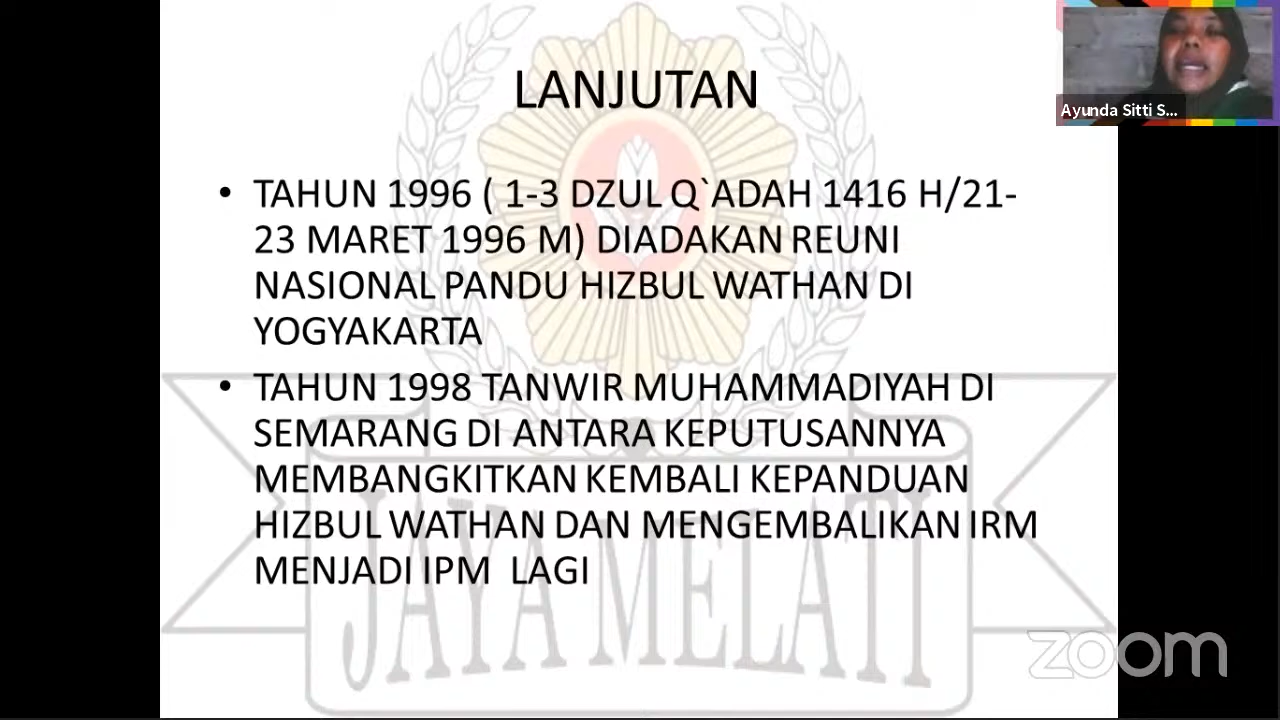 LANJUTAN
Ayunda Sitti S...
• TAHUN 1996 ( 1-3 DZUL Q`ADAH 1416 H/21-
23 MARET 1996 M) DIADAKAN REUNI
NASIONAL PANDU HIZBUL WATHAN DI
YOGYAKARTA
• TAHUN 1998 TANWIR MUHAMMADIYAH DI
SEMARANG DI ANTARA KEPUTUSANNYA
MEMBANGKITKAN KEMBALI KEPANDUAN
HIZBUL WATHAN DAN MENGEMBALIKAN IRM
MENJADI IPM  LAGI
JAYA MELATI
zoom